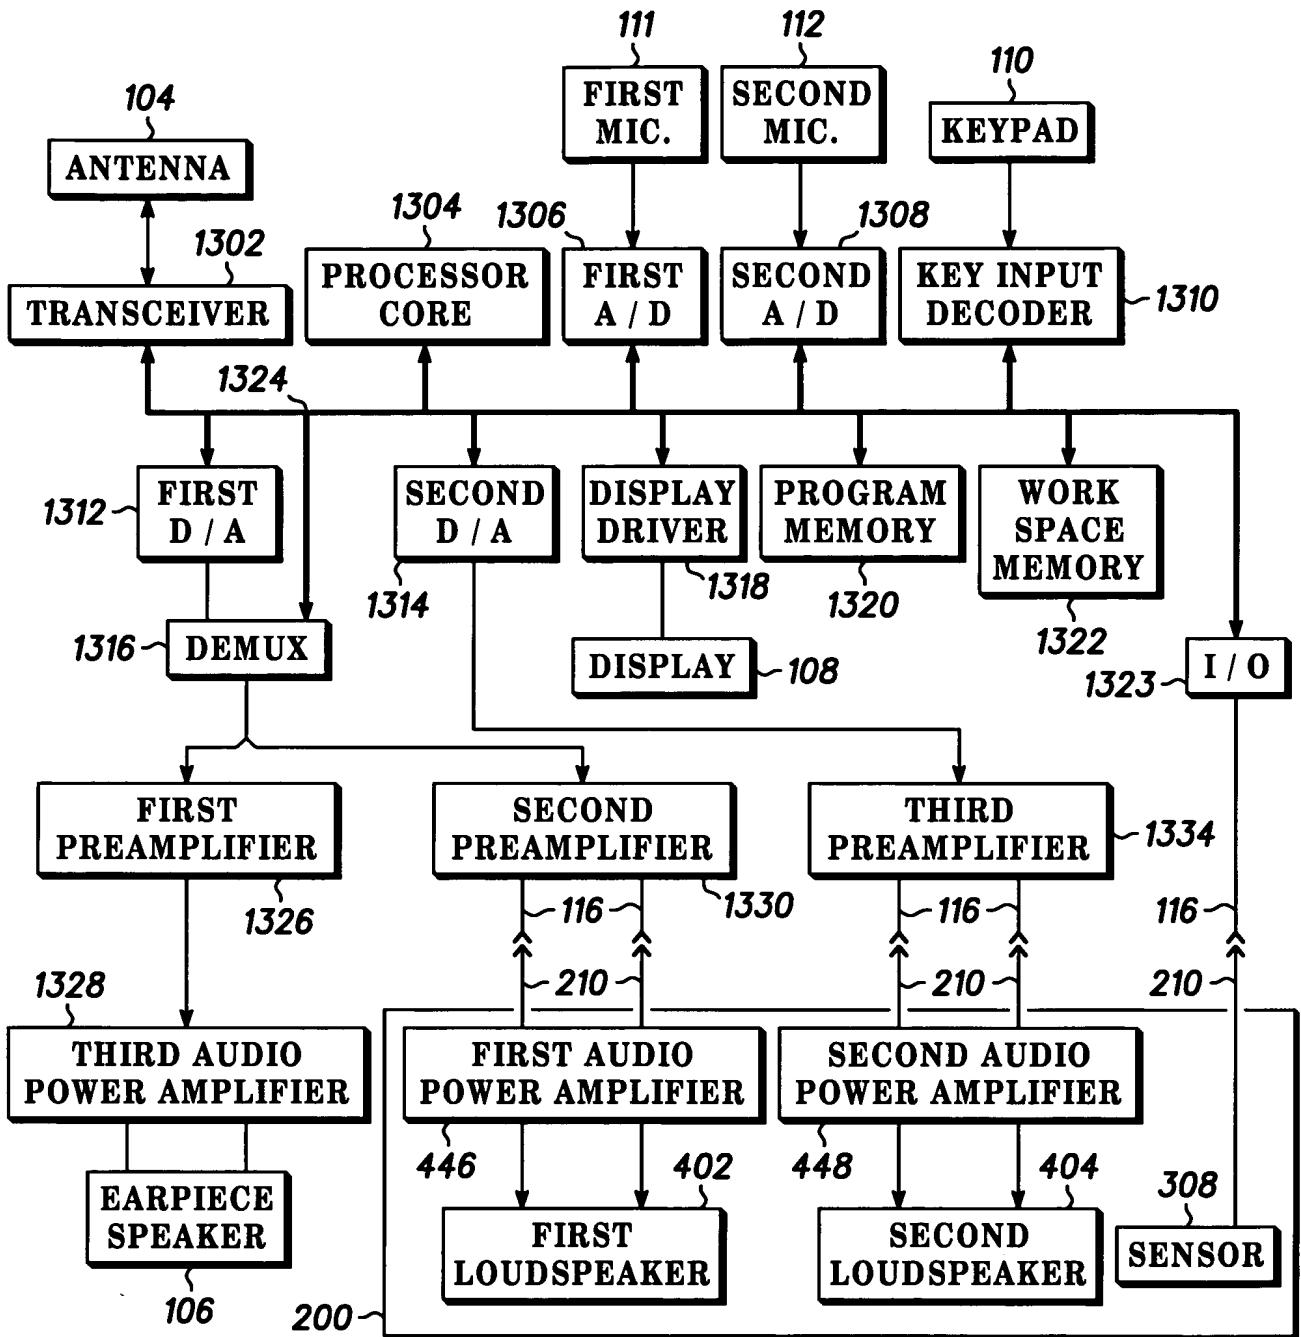 111
112
110
104
FIRST
MIC.
SECOND
MIC.
KEYPAD
ANTENNA
1304
1306
1308
1302
PROCESSOR
CORE
FIRST
A / D
SECOND
A / D
KEY INPUT
DECODER
1310
TRANSCEIVER
1324
1312
FIRST
D / A
SECOND
D / A
DISPLAY
DRIVER
PROGRAM
MEMORY
WORK
SPACE
MEMORY
1314
1318
1320
1322
1316
DEMUX
DISPLAY
108
1323
I / O
FIRST
PREAMPLIFIER
SECOND
PREAMPLIFIER
THIRD
PREAMPLIFIER
1334
1326
116
1330
116
116
210
210
210
1328
THIRD AUDIO
POWER AMPLIFIER
FIRST AUDIO
POWER AMPLIFIER
SECOND AUDIO
POWER AMPLIFIER
446
402
448
404
308
EARPIECE
SPEAKER
FIRST
LOUDSPEAKER
SECOND
LOUDSPEAKER
SENSOR
106
200